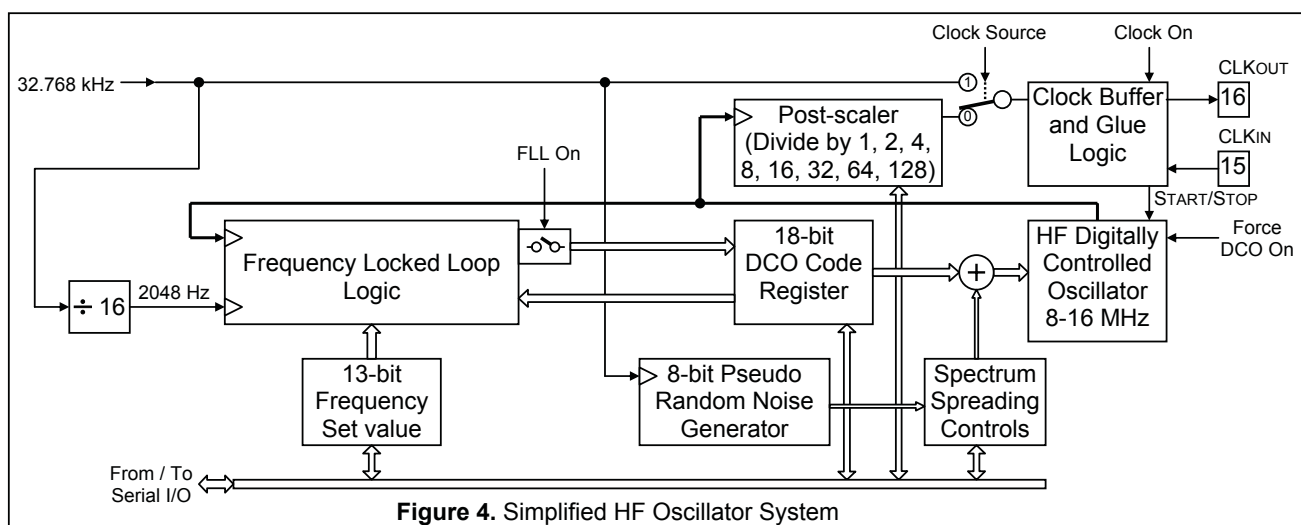 Clock Source
Clock On
32.768 kHz
1
0
CLKOUT
16
CLKIN
15
Clock Buffer
and Glue
Logic
Post-scaler
(Divide by 1, 2, 4,
8, 16, 32, 64, 128)
FLL On
START/STOP
Frequency Locked Loop
Logic
18-bit
DCO Code
Register
+
HF Digitally
Controlled
Oscillator
8-16 MHz
Force
DCO On
÷ 16
2048 Hz
13-bit
Frequency
Set value
8-bit Pseudo
Random Noise
Generator
Spectrum
Spreading
Controls
From / To
Serial I/O
Figure 4. Simplified HF Oscillator System